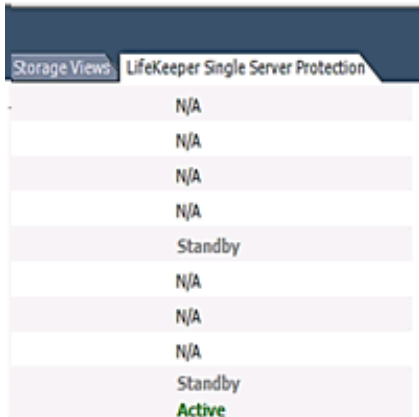 Storage Views LifeKeeper Single Server Protection
N/A
N/A
N/A
N/A
Standby
N/A
N/A
N/A
Standby
Active